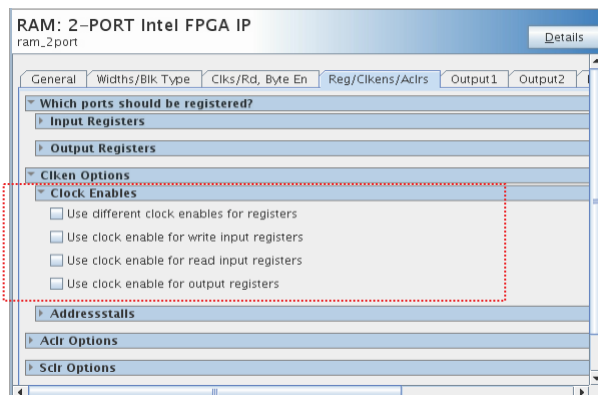 RAM: 2-PORT Intel FPGA IP
ram_2port
Details
General Widths/Blk Type Clks/Rd, Byte En Reg/Clkens/Aclrs Output1 Output2
Which ports should be registered?
Input Registers
Output Registers
Clken Options
Clock Enables
Use different clock enables for registers
Use clock enable for write input registers
Use clock enable for read input registers
Use clock enable for output registers
Addressstalls
Aclr Options
Sclr Options